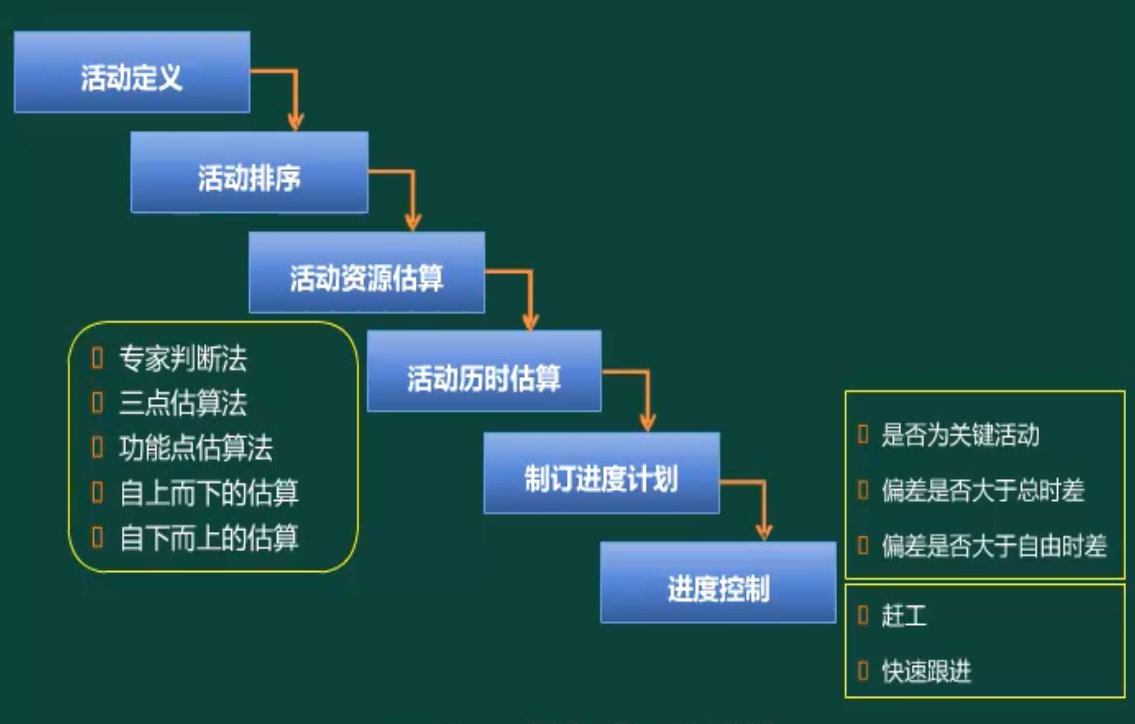 活动定义
活动排序
活动资源估算
活动历时估算
制订进度计划
进度控制
专家判断法
三点估算法
功能点估算法
自上而下的估算
自下而上的估算
是否为关键活动
偏差是否大于总时差
偏差是否大于自由时差
赶工
快速跟进